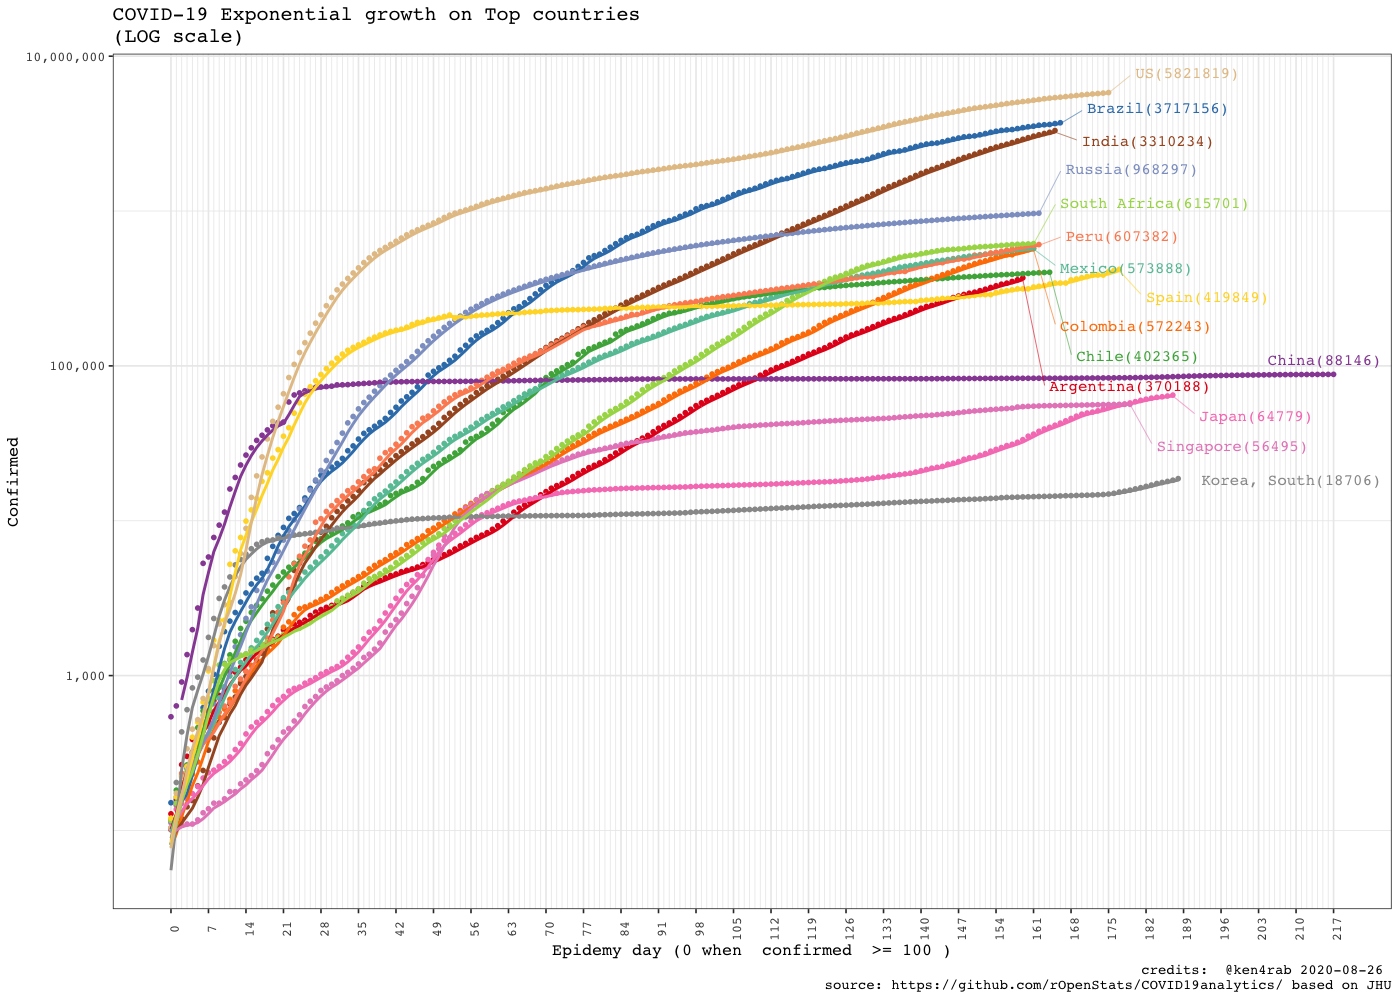 COVID-19 Exponential growth on Top countries
(LOG scale)
10,000,000
US(5821819)
Brazil(3717156)
India(3310234)
Russia(968297)
South Africa(615701)
Peru(607382)
Mexico(573888)
Spain(419849)
Colombia(572243)
Chile(402365)
100,000
China(88146)
Argentina(370188)
Japan(64779)
Singapore(56495)
Korea, South(18706)
Confirmed
1,000
0 7 14 21 28 35 42 49 56 63 70 77 84 91 98 105 112 119 126 133 140 147 154 161 168 175 182 189 196 203 210 217
Epidemy day (0 when  confirmed  >= 100 )
credits:  @ken4rab 2020-08-26
source: https://github.com/rOpenStats/COVID19analytics/ based on JHU